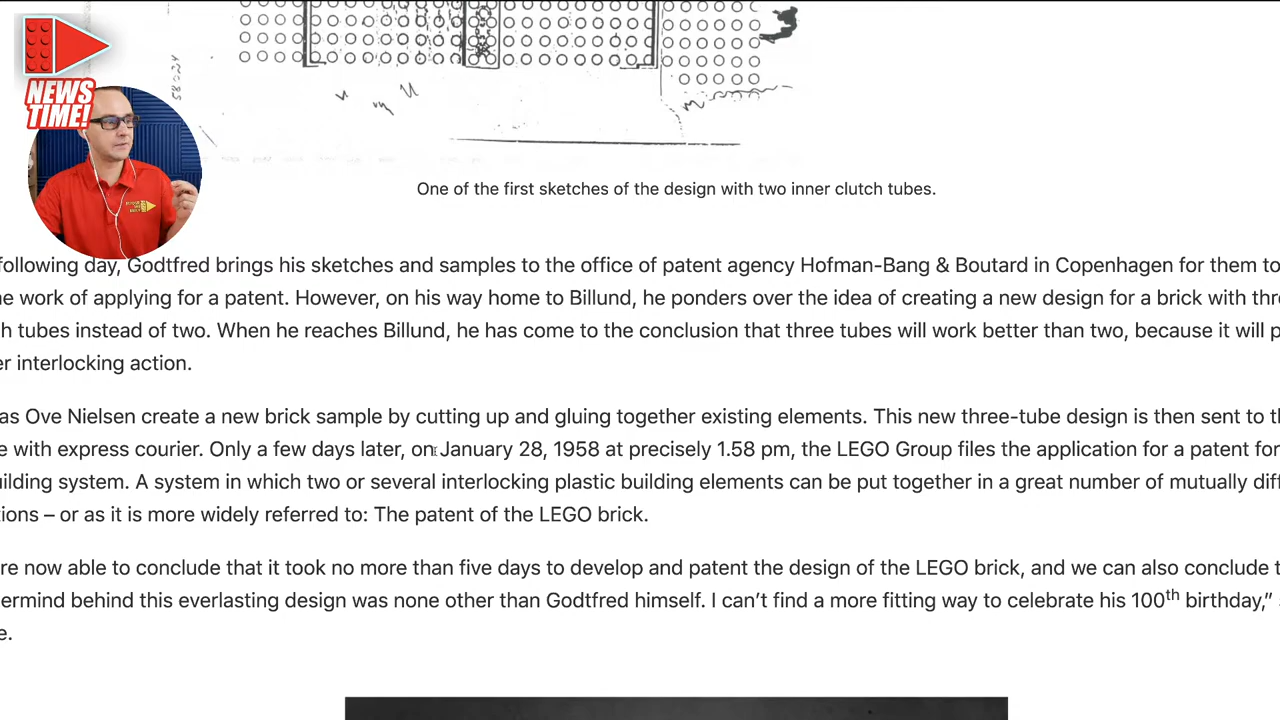 NEWS
TIME!
One of the first sketches of the design with two inner clutch tubes.
following day, Godtfred brings his sketches and samples to the office of patent agency Hofman-Bang & Boutard in Copenhagen for them to
work of applying for a patent. However, on his way home to Billund, he ponders over the idea of creating a new design for a brick with
tubes instead of two. When he reaches Billund, he has come to the conclusion that three tubes will work better than two, because it will
interlocking action.
as Ove Nielsen create a new brick sample by cutting up and gluing together existing elements. This new three-tube design is then sent to
with express courier. Only a few days later, on January 28, 1958 at precisely 1.58 pm, the LEGO Group files the application for a patent for
system. A system in which two or several interlocking plastic building elements can be put together in a great number of mutually
– or as it is more widely referred to: The patent of the LEGO brick.
now able to conclude that it took no more than five days to develop and patent the design of the LEGO brick, and we can also conclude
behind this everlasting design was none other than Godtfred himself. I can't find a more fitting way to celebrate his 100th birthday,"